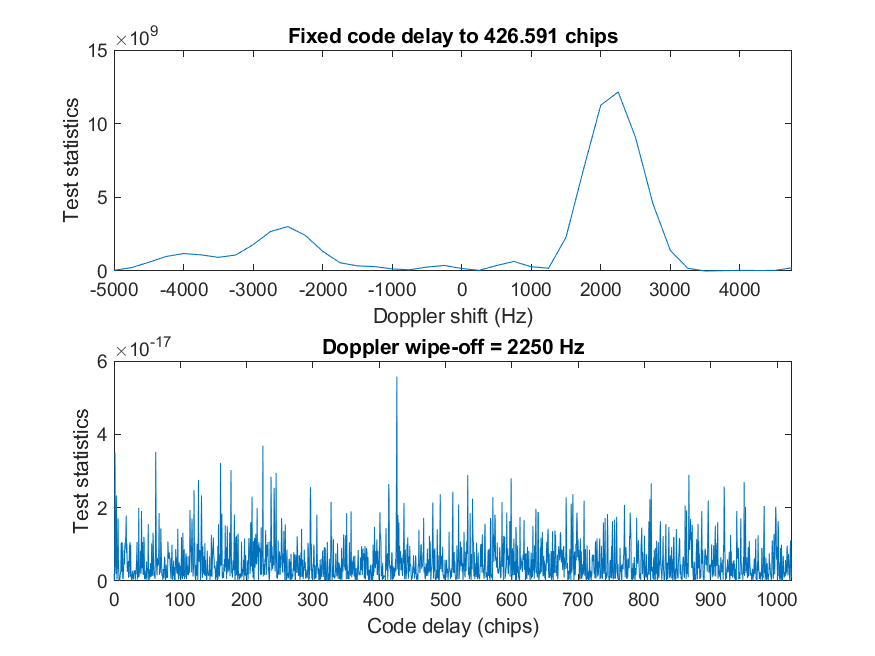 Fixed code delay to 426.591 chips
×10^9
15
10
5
0
Test statistics
-5000 -4000 -3000 -2000 -1000 0 1000 2000 3000 4000
Doppler shift (Hz)
Doppler wipe-off = 2250 Hz
×10^-17
6
4
2
0
Test statistics
0 100 200 300 400 500 600 700 800 900 1000
Code delay (chips)